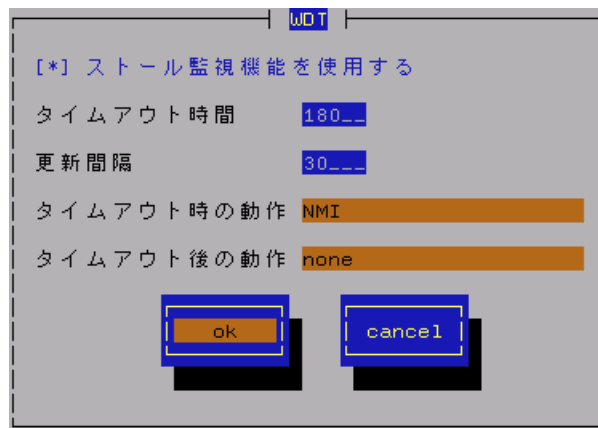 WDT
[*] ストール監視機能を使用する
タイムアウト時間 180__
更新間隔 30___
タイムアウト時の動作 NMI
タイムアウト後の動作 none
ok cancel